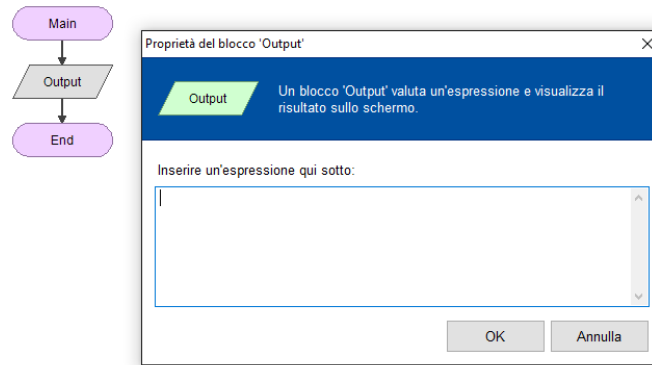 Main
Output
End
Proprietà del blocco 'Output'
Output
Un blocco 'Output' valuta un'espressione e visualizza il
risultato sullo schermo.
Inserire un'espressione qui sotto:
OK
Annulla